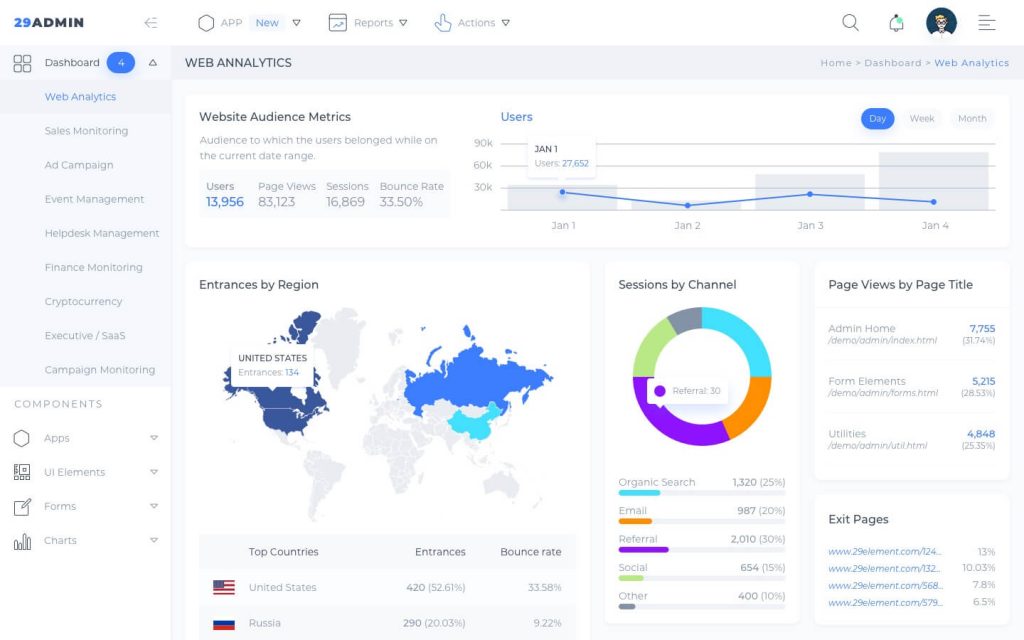 29ADMIN
APP New
Reports
Actions
Dashboard 4
Web Analytics
Sales Monitoring
Ad Campaign
Event Management
Helpdesk Management
Finance Monitoring
Cryptocurrency
Executive / SaaS
Campaign Monitoring
COMPONENTS
Apps
UI Elements
Forms
Charts
WEB ANNALYTICS
Home > Dashboard > Web Analytics
Website Audience Metrics
Audience to which the users belonged while on
the current date range.
Users Page Views Sessions Bounce Rate
13,956 83,123 16,869 33.50%
Users
Day Week Month
90k
60k
30k
JAN 1
Users: 27,652
Jan 1 Jan 2 Jan 3 Jan 4
Entrances by Region
UNITED STATES
Entrances: 134
Top Countries Entrances Bounce rate
United States 420 (52.61%) 33.58%
Russia 290 (20.03%) 9.22%
Sessions by Channel
Referral: 30
Organic Search 1,320 (25%)
Email 987 (20%)
Referral 2,010 (30%)
Social 654 (15%)
Other 400 (10%)
Page Views by Page Title
Admin Home 7,755
/demo/admin/index.html (31.74%)
Form Elements 5,215
/demo/admin/forms.html (28.53%)
Utilities 4,848
/demo/admin/util.html (25.35%)
Exit Pages
www.29element.com/124... 13%
www.29element.com/132... 10.03%
www.29element.com/568... 7.8%
www.29element.com/579... 6.5%